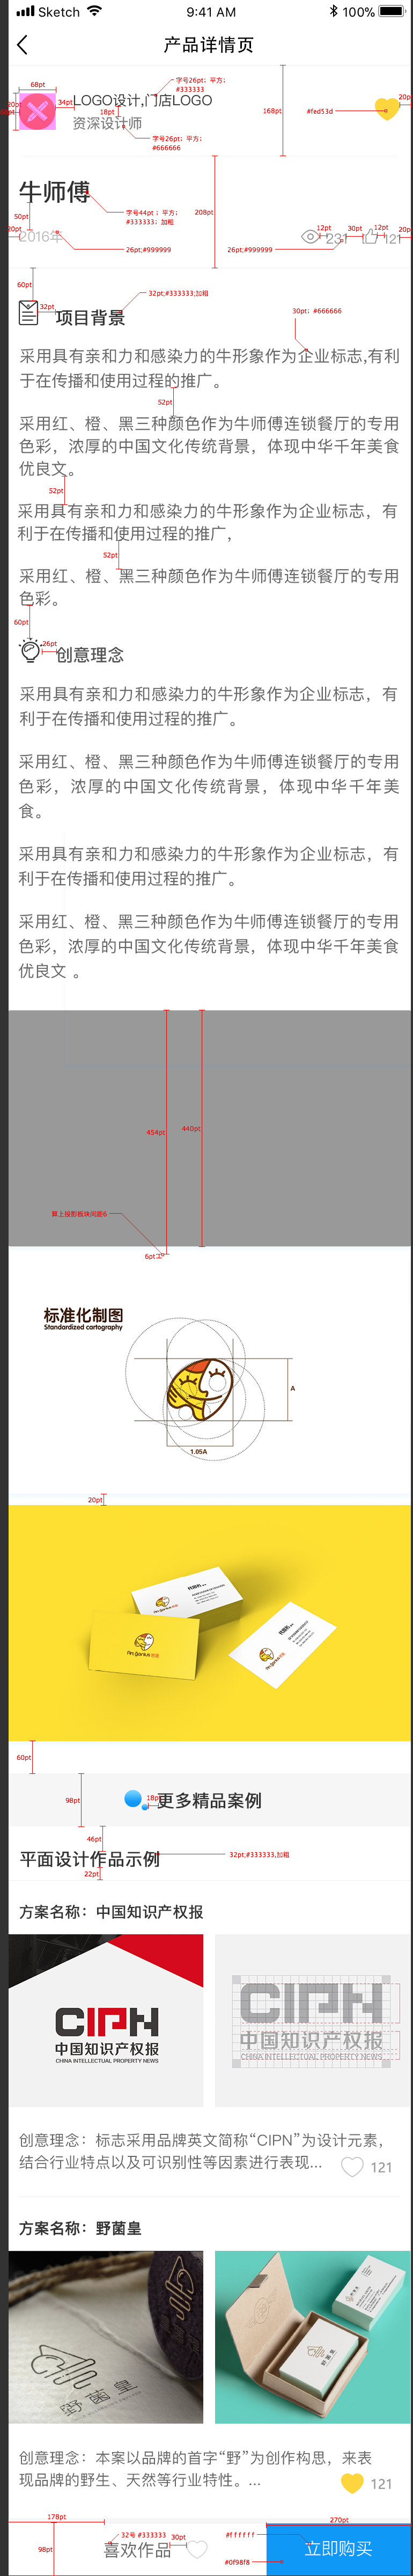 Sketch 9:41 AM 100%
产品详情页
字号26pt；平方；
#333333
68pt
34pt
LOGO设计,门店LOGO
18pt
168pt
#fed53d
20pt
20pt
资深设计师
字号26pt；平方；
#666666
牛师傅
字号44pt；平方；
#333333；加粗
208pt
50pt
12pt 30pt 12pt
20pt
2016年
231 121
20pt
26pt;#999999
26pt;#999999
60pt
32pt;#333333;加粗
32pt
项目背景
30pt；#666666
采用具有亲和力和感染力的牛形象作为企业标志,有利
于在传播和使用过程的推广。
52pt
采用红、橙、黑三种颜色作为牛师傅连锁餐厅的专用
色彩，浓厚的中国文化传统背景，体现中华千年美食
优良文。
52pt
采用具有亲和力和感染力的牛形象作为企业标志，有
利于在传播和使用过程的推广，
52pt
采用红、橙、黑三种颜色作为牛师傅连锁餐厅的专用
色彩。
60pt
26pt
创意理念
采用具有亲和力和感染力的牛形象作为企业标志，有
利于在传播和使用过程的推广。
采用红、橙、黑三种颜色作为牛师傅连锁餐厅的专用
色彩，浓厚的中国文化传统背景，体现中华千年美
食。
采用具有亲和力和感染力的牛形象作为企业标志，有
利于在传播和使用过程的推广。
采用红、橙、黑三种颜色作为牛师傅连锁餐厅的专用
色彩，浓厚的中国文化传统背景，体现中华千年美食
优良文 。
454pt
440pt
算上投影板块间距6
6pt
标准化制图
Standardized cartography
A
1.05A
20pt
60pt
98pt
18pt
更多精品案例
46pt
平面设计作品示例
32pt;#333333,加粗
22pt
方案名称：中国知识产权报
CIPN
中国知识产权报
CHINA INTELLECTUAL PROPERTY NEWS
CIPN
中国知识产权报
CHINA INTELLECTUAL PROPERTY NEWS
创意理念：标志采用品牌英文简称“CIPN”为设计元素，
结合行业特点以及可识别性等因素进行表现...
121
方案名称：野菌皇
野菌皇
野菌皇
创意理念：本案以品牌的首字“野”为创作构思，来表
现品牌的野生、天然等行业特性。...
121
178pt
270pt
32号 #333333
30pt
#ffffff
98pt
喜欢作品
立即购买
#0f98f8